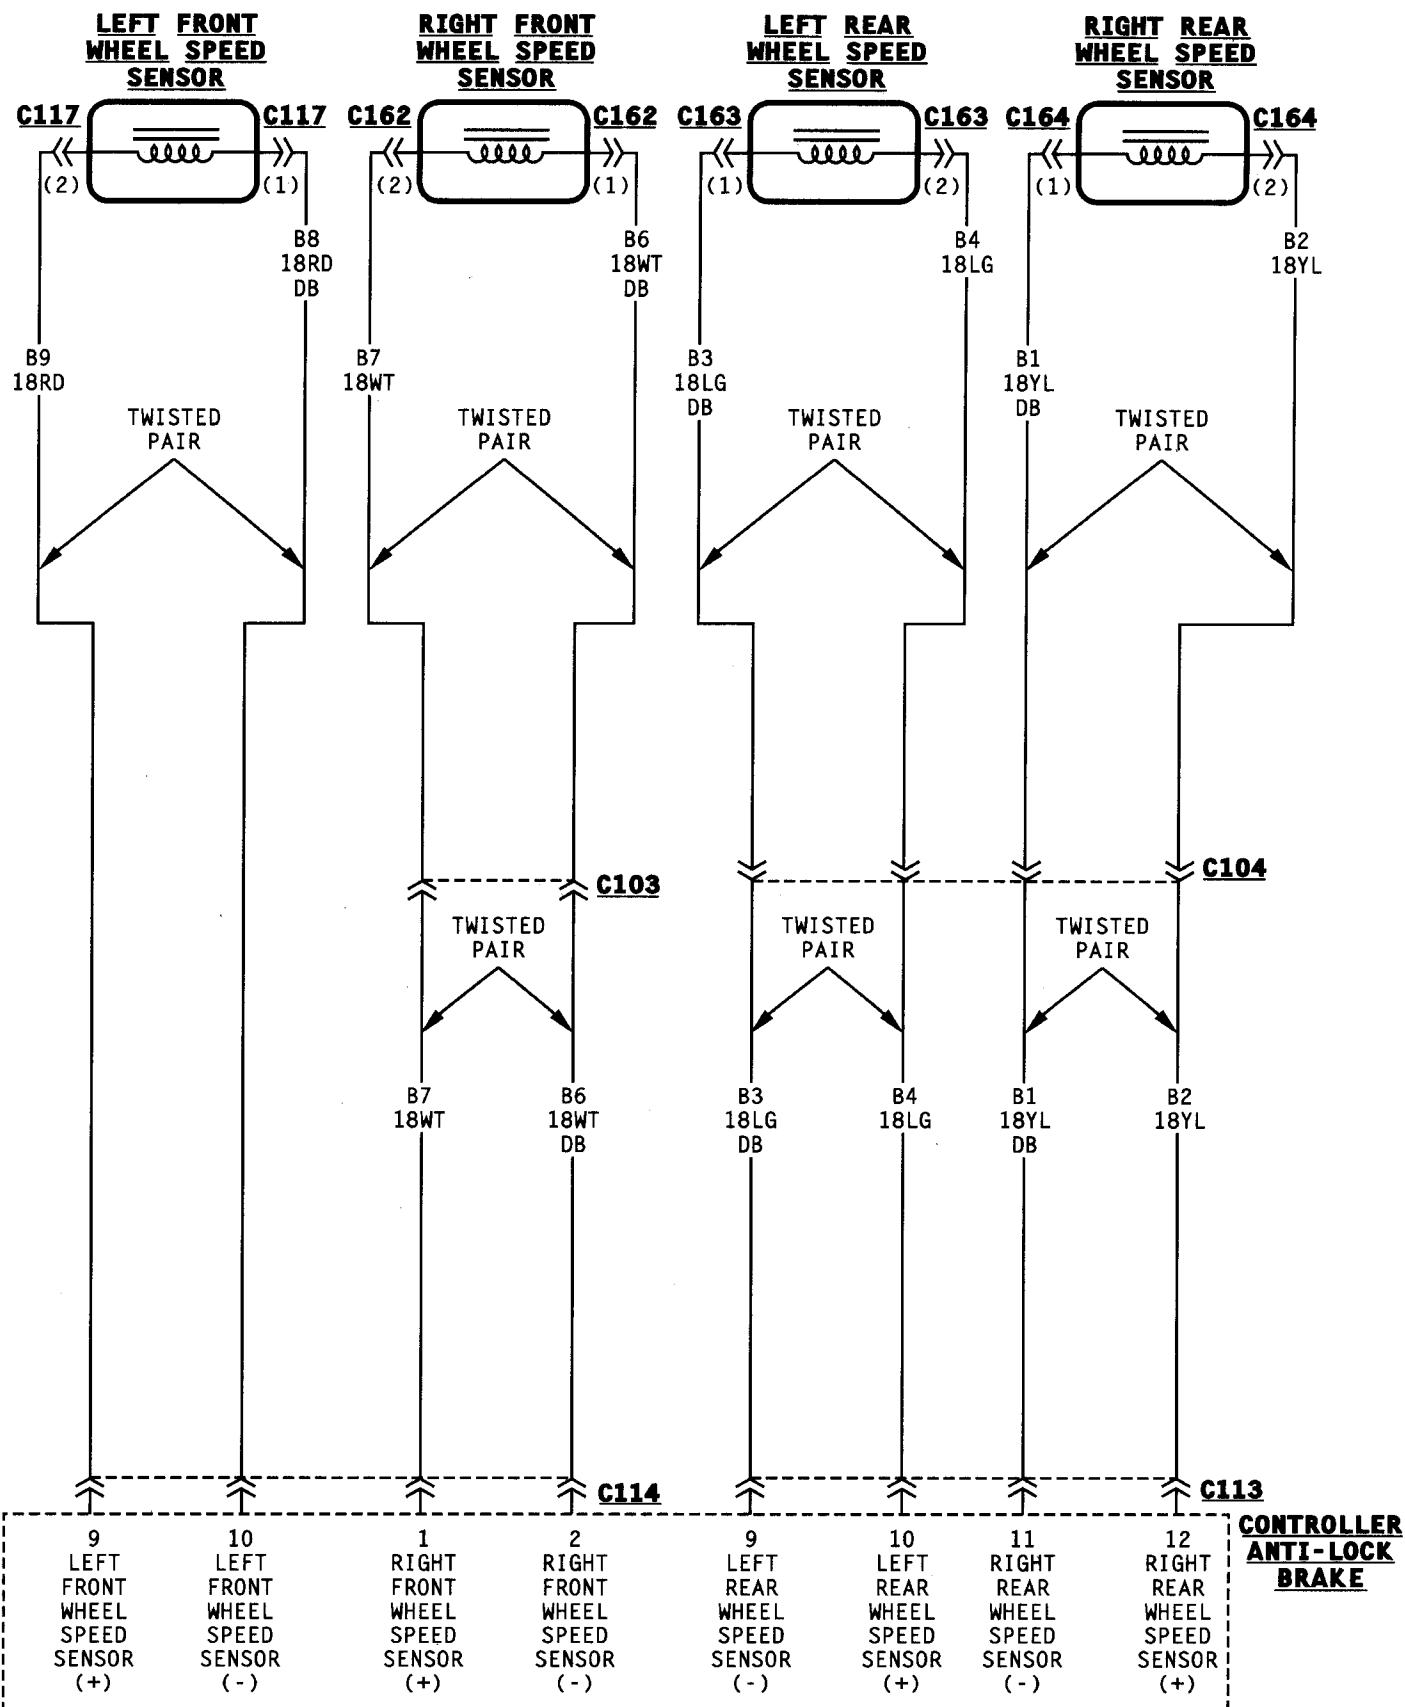 LEFT FRONT
WHEEL SPEED
SENSOR
RIGHT FRONT
WHEEL SPEED
SENSOR
LEFT REAR
WHEEL SPEED
SENSOR
RIGHT REAR
WHEEL SPEED
SENSOR
C117
C117
C162
C162
C163
C163
C164
C164
(2)
(1)
(2)
(1)
(1)
(2)
(1)
(2)
B8
18RD
DB
B6
18WT
DB
B4
18LG
B2
18YL
B9
18RD
B7
18WT
B3
18LG
DB
B1
18YL
DB
TWISTED
PAIR
TWISTED
PAIR
TWISTED
PAIR
TWISTED
PAIR
C103
C104
TWISTED
PAIR
TWISTED
PAIR
TWISTED
PAIR
B7
18WT
B6
18WT
DB
B3
18LG
DB
B4
18LG
B1
18YL
DB
B2
18YL
C114
C113
9
LEFT
FRONT
WHEEL
SPEED
SENSOR
(+)
10
LEFT
FRONT
WHEEL
SPEED
SENSOR
(-)
1
RIGHT
FRONT
WHEEL
SPEED
SENSOR
(+)
2
RIGHT
FRONT
WHEEL
SPEED
SENSOR
(-)
9
LEFT
REAR
WHEEL
SPEED
SENSOR
(-)
10
LEFT
REAR
WHEEL
SPEED
SENSOR
(+)
11
RIGHT
REAR
WHEEL
SPEED
SENSOR
(-)
12
RIGHT
REAR
WHEEL
SPEED
SENSOR
(+)
CONTROLLER
ANTI-LOCK
BRAKE